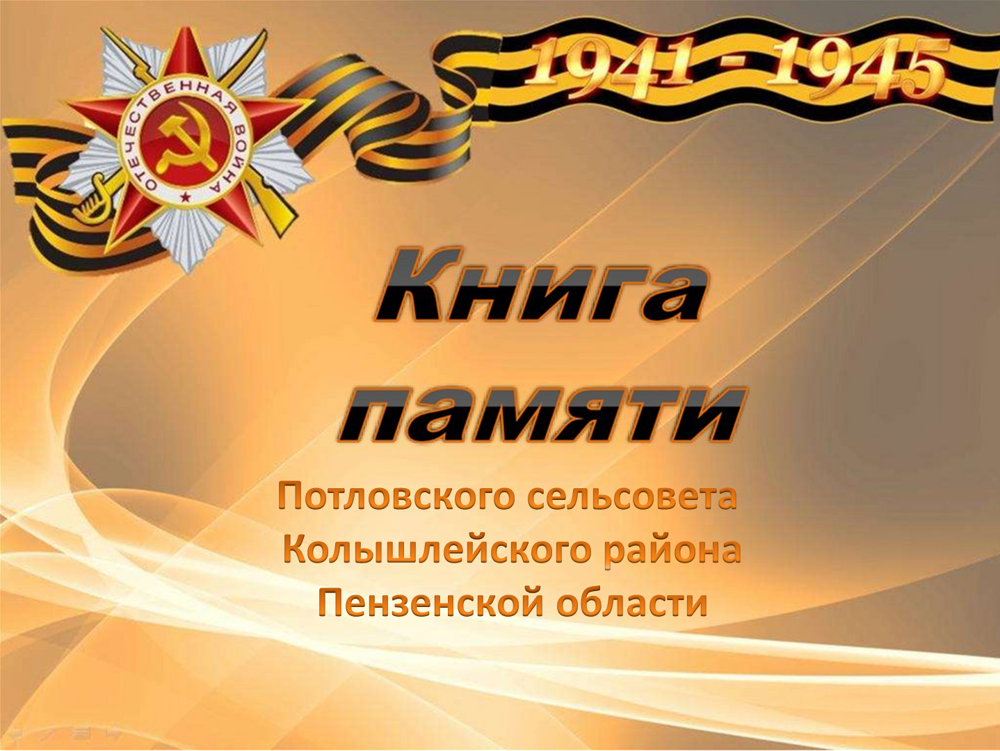 ОТЕЧЕСТВЕННАЯ ВОЙНА
1941 - 1945
Книга
памяти
Потловского сельсовета
Колышлейского района
Пензенской области